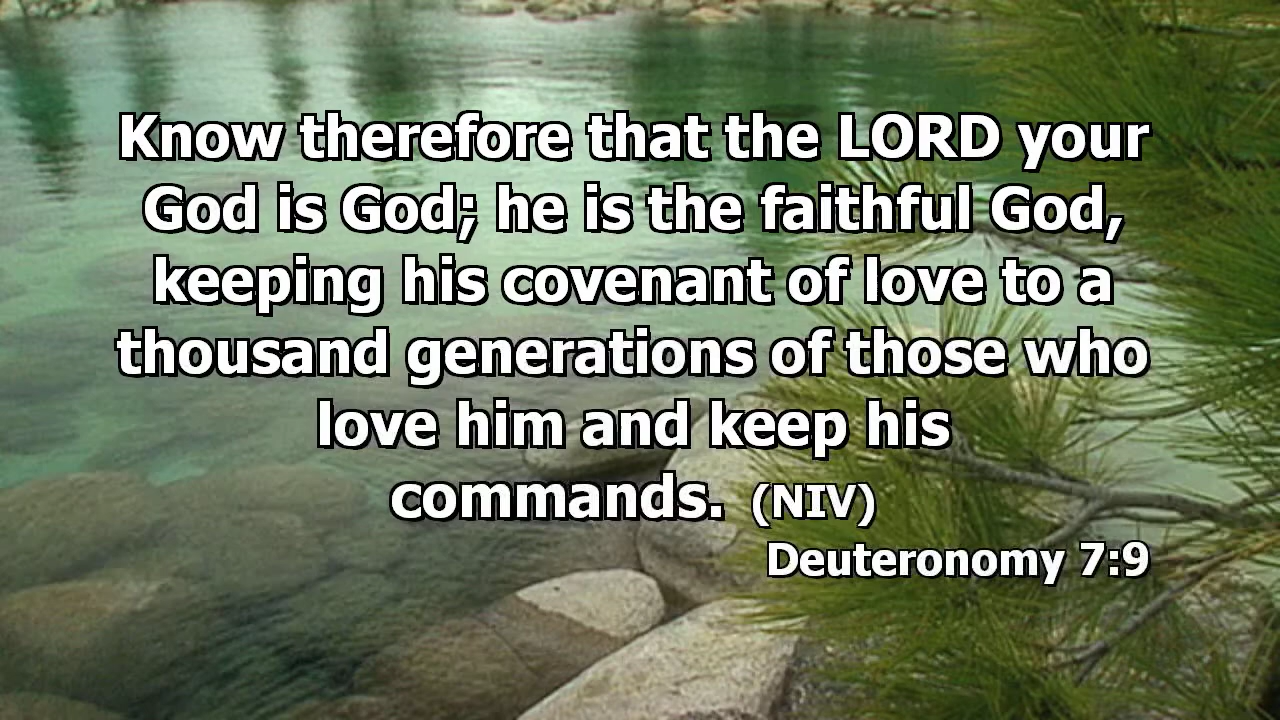 Know therefore that the LORD your
God is God; he is the faithful God,
keeping his covenant of love to a
thousand generations of those who
love him and keep his
commands. (NIV)
Deuteronomy 7:9